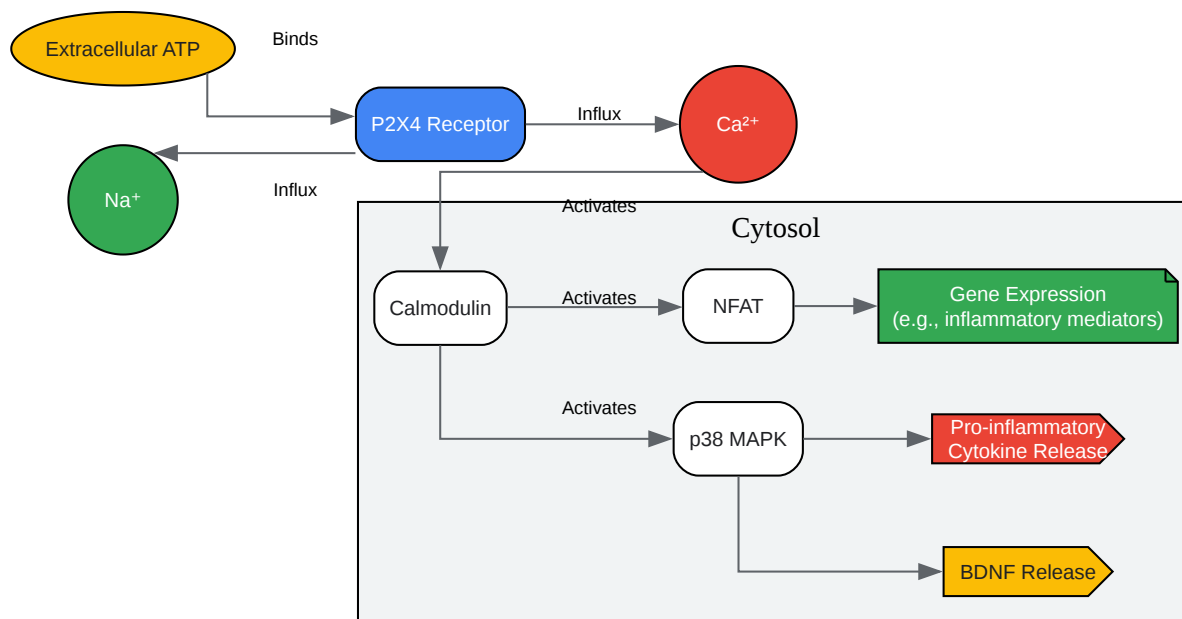 Extracellular ATP
Binds
P2X4 Receptor
Influx
Ca²⁺
Na⁺
Influx
Activates
Cytosol
Calmodulin
Activates
NFAT
Gene Expression
(e.g., inflammatory mediators)
Activates
p38 MAPK
Pro-inflammatory
Cytokine Release
BDNF Release